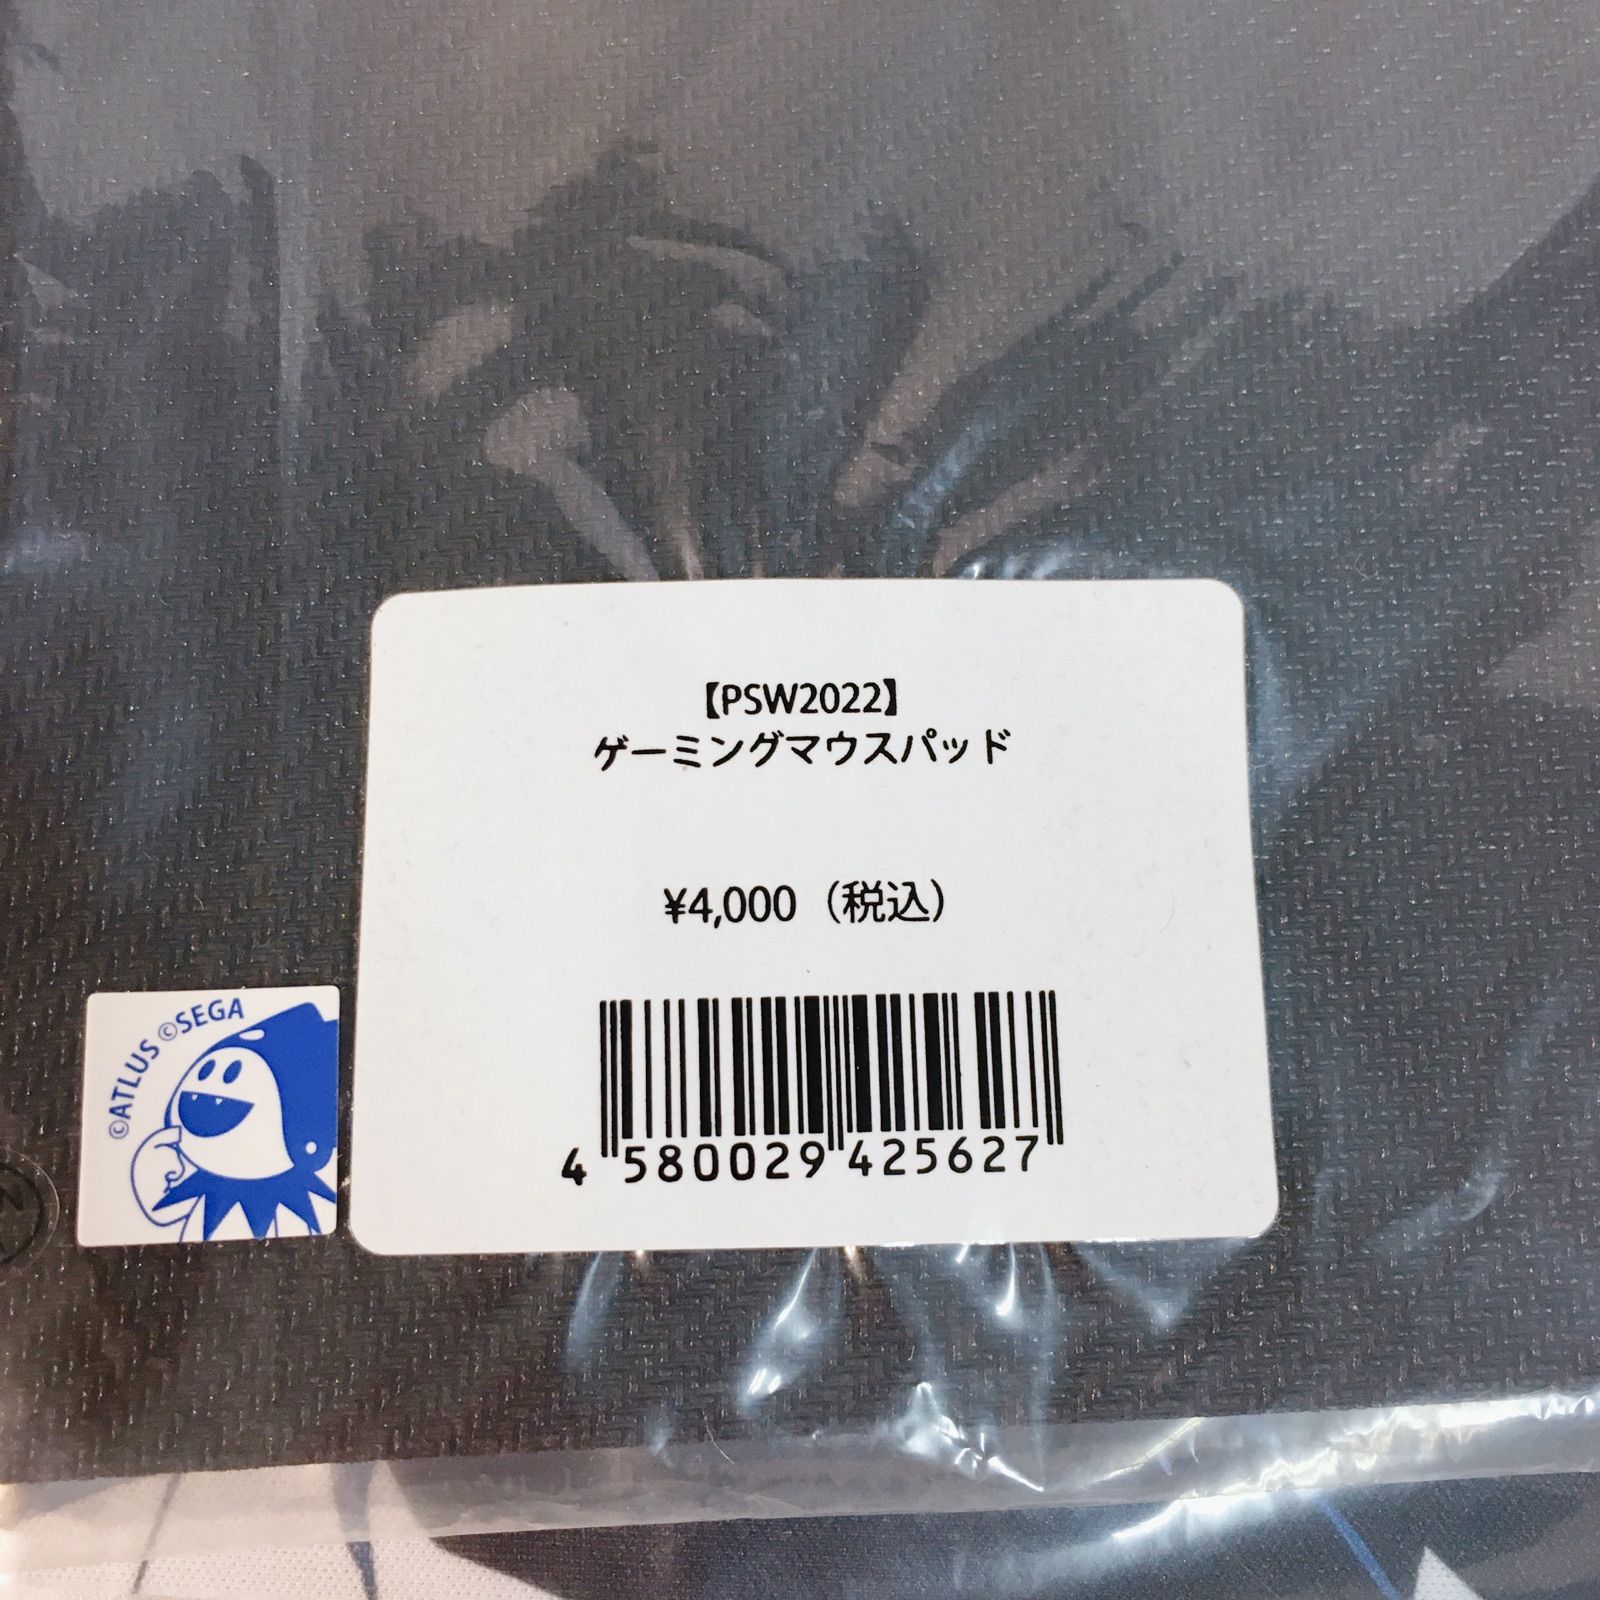 【PSW2022】
ゲーミングマウスパッド
¥4,000（税込）
4 580029 425627
©ATLUS ©SEGA